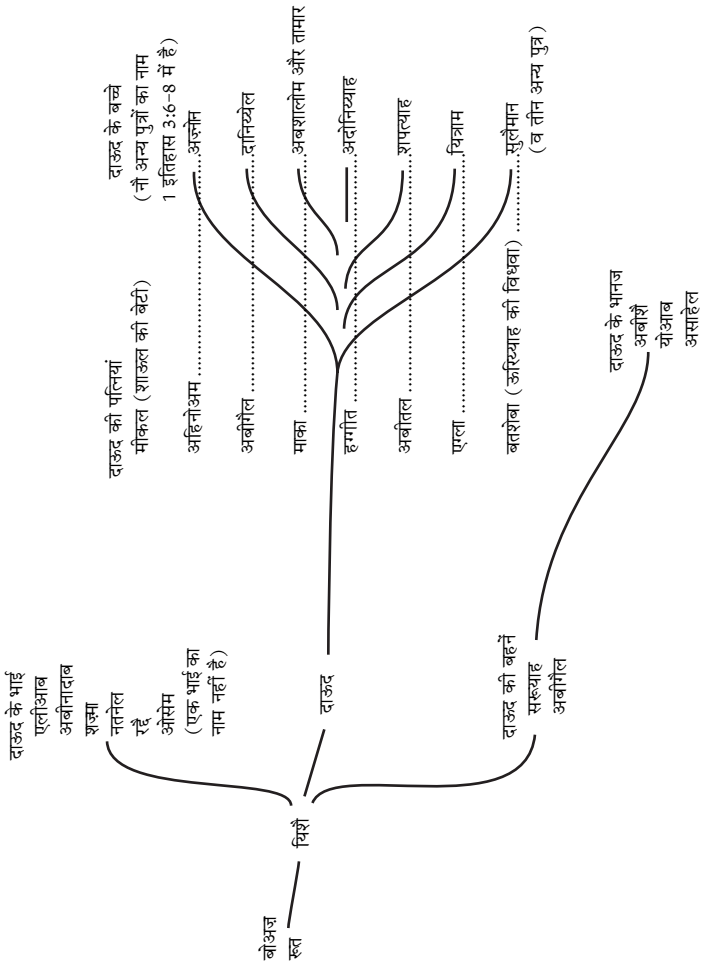 बोअज़
रूत
यिशै
दाऊद के भाई
एलीआब
अबीनादाब
शज़्मा
नतनेल
रद्दै
ओसेम
(एक भाई का
नाम नहीं है)
दाऊद
दाऊद की बहनें
सरूयाह
अबीगैल
दाऊद के भानज
अबीशै
योआब
असाहेल
दाऊद की पत्नियां
मीकल (शाऊल की बेटी)
दाऊद के बच्चे
(नौ अन्य पुत्रों का नाम
1 इतिहास 3:6-8 में है)
अहिनोअम ........ अज़्नोन
अबीगैल ........ दानिय्येल
माका ........ अबशालोम और तामार
हग्गीत ........ अदोनिय्याह
अबीतल ........ शपत्याह
एग्ला ........ यित्राम
बतशेबा (ऊरिय्याह की विधवा) ........ सुलैमान
(व तीन अन्य पुत्र)